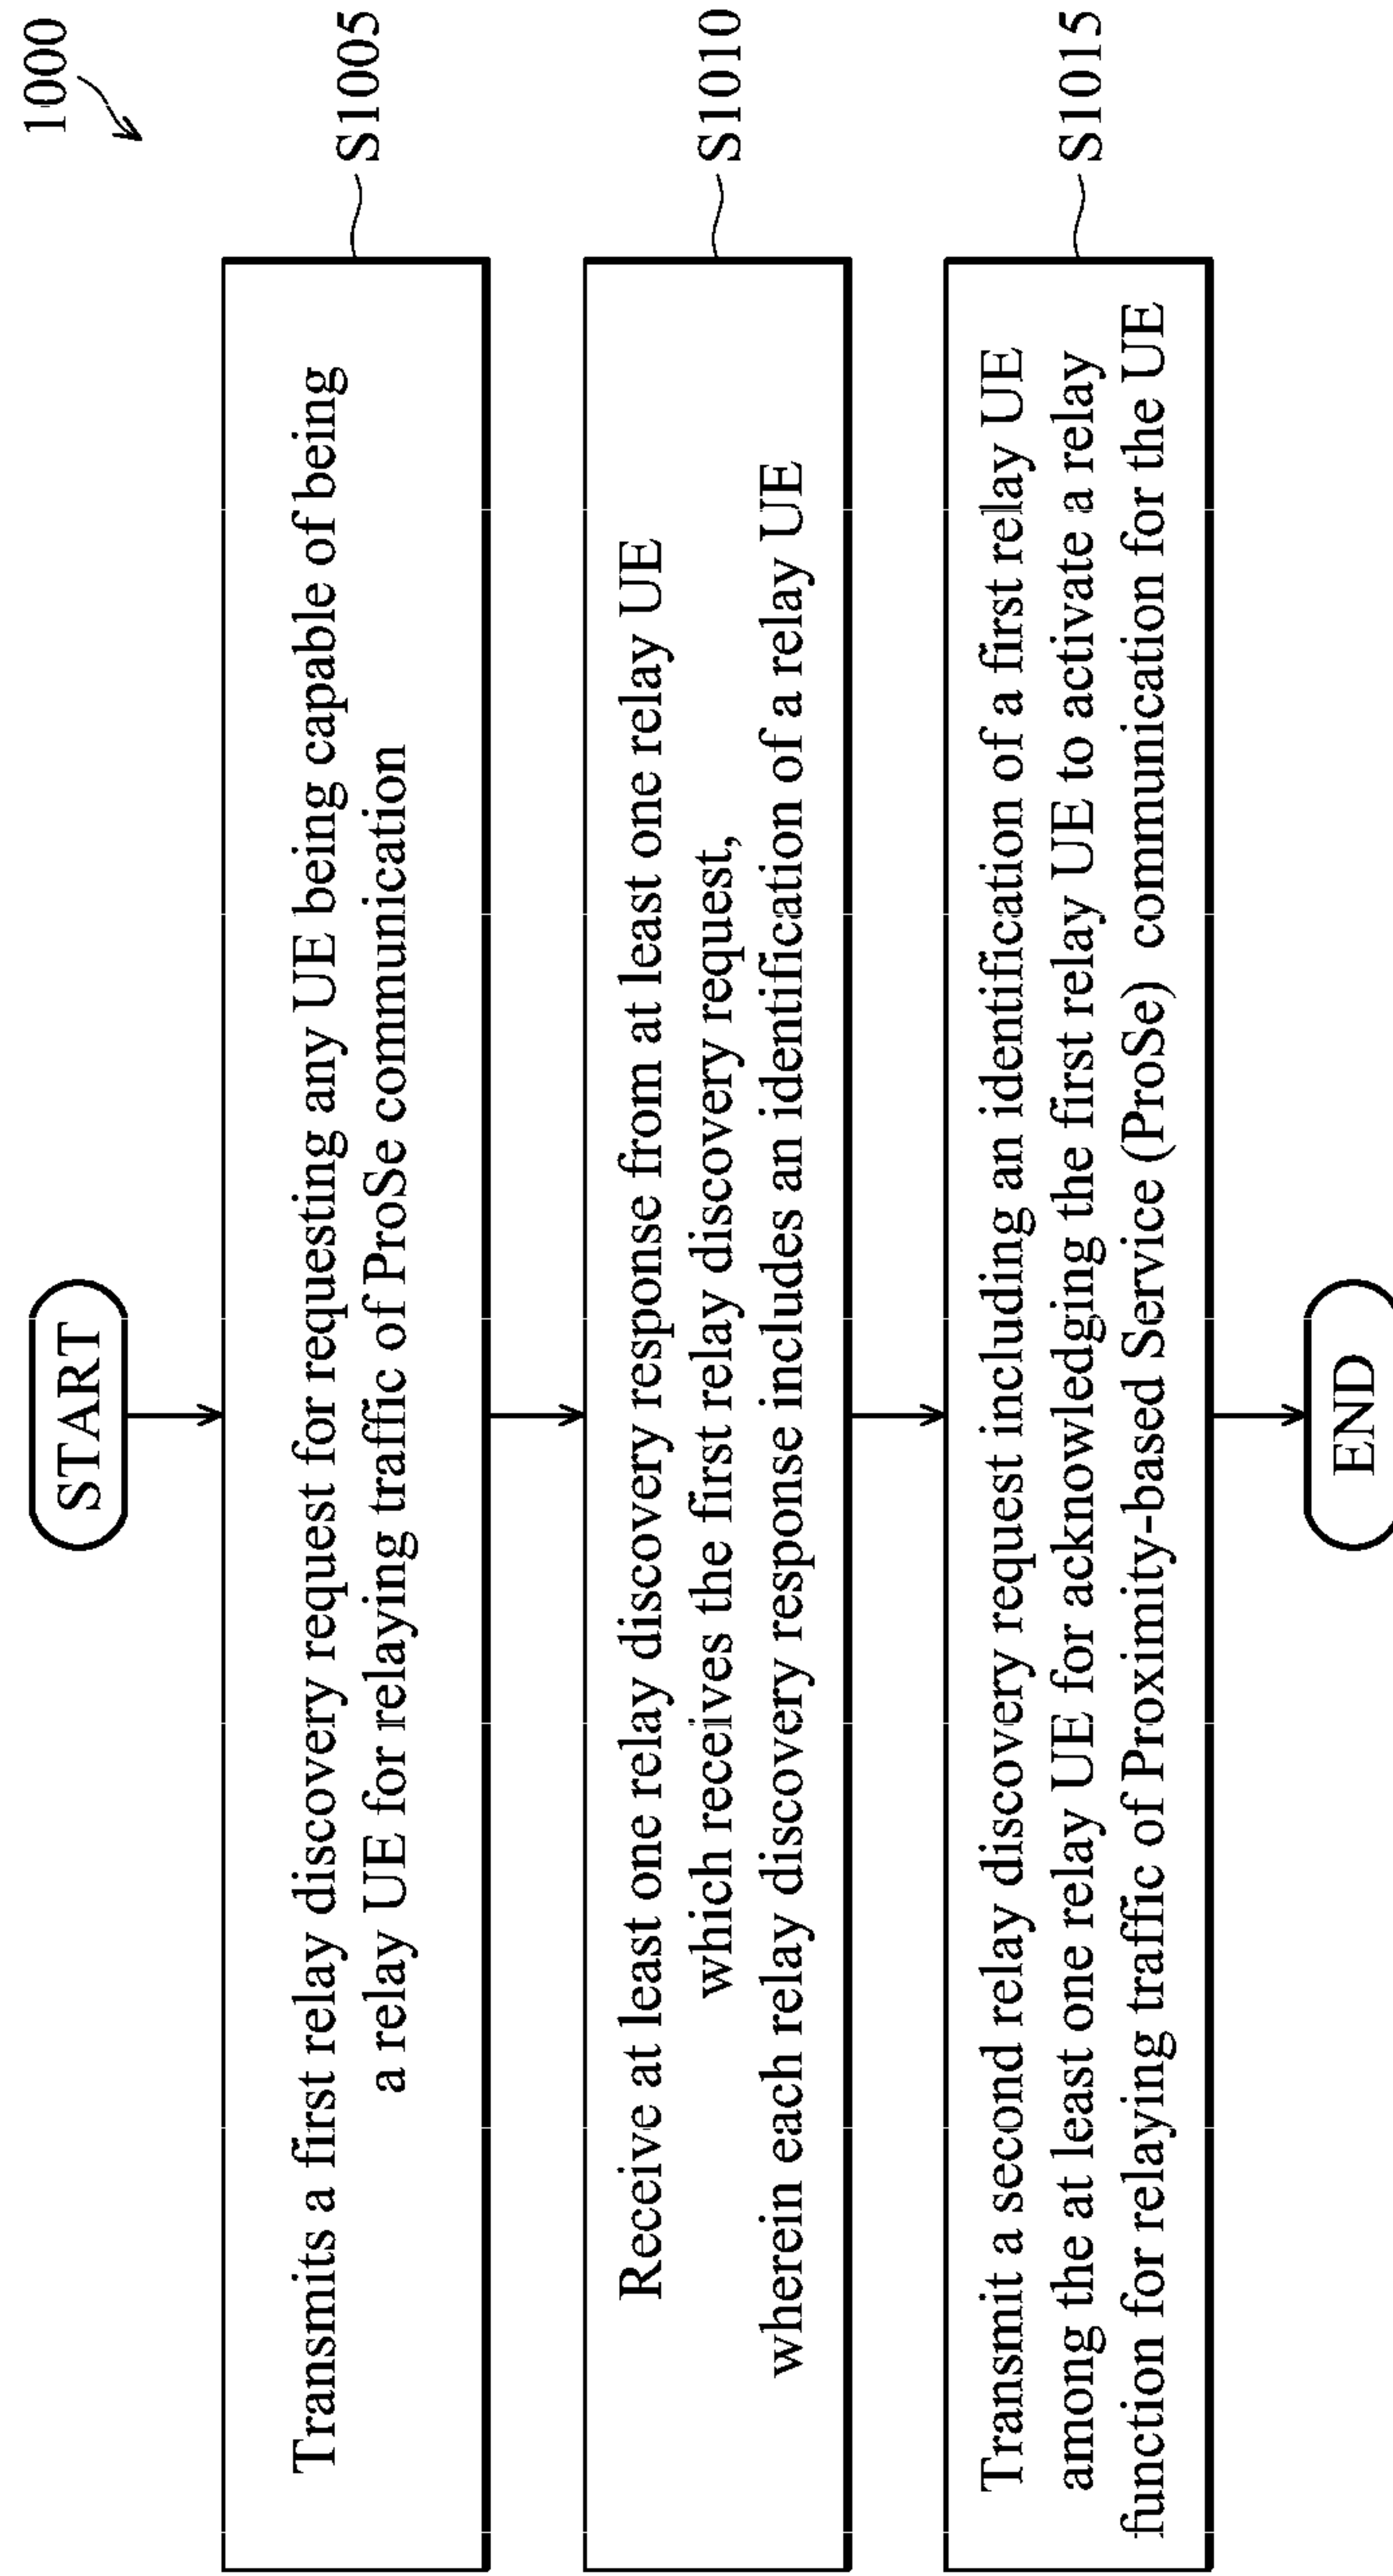 1000
START
Transmits a first relay discovery request for requesting any UE being capable of being
a relay UE for relaying traffic of ProSe communication
S1005
Receive at least one relay discovery response from at least one relay UE
which receives the first relay discovery request,
wherein each relay discovery response includes an identification of a relay UE
S1010
Transmit a second relay discovery request including an identification of a first relay UE
among the at least one relay UE for acknowledging the first relay UE to activate a relay
function for relaying traffic of Proximity-based Service (ProSe) communication for the UE
S1015
END